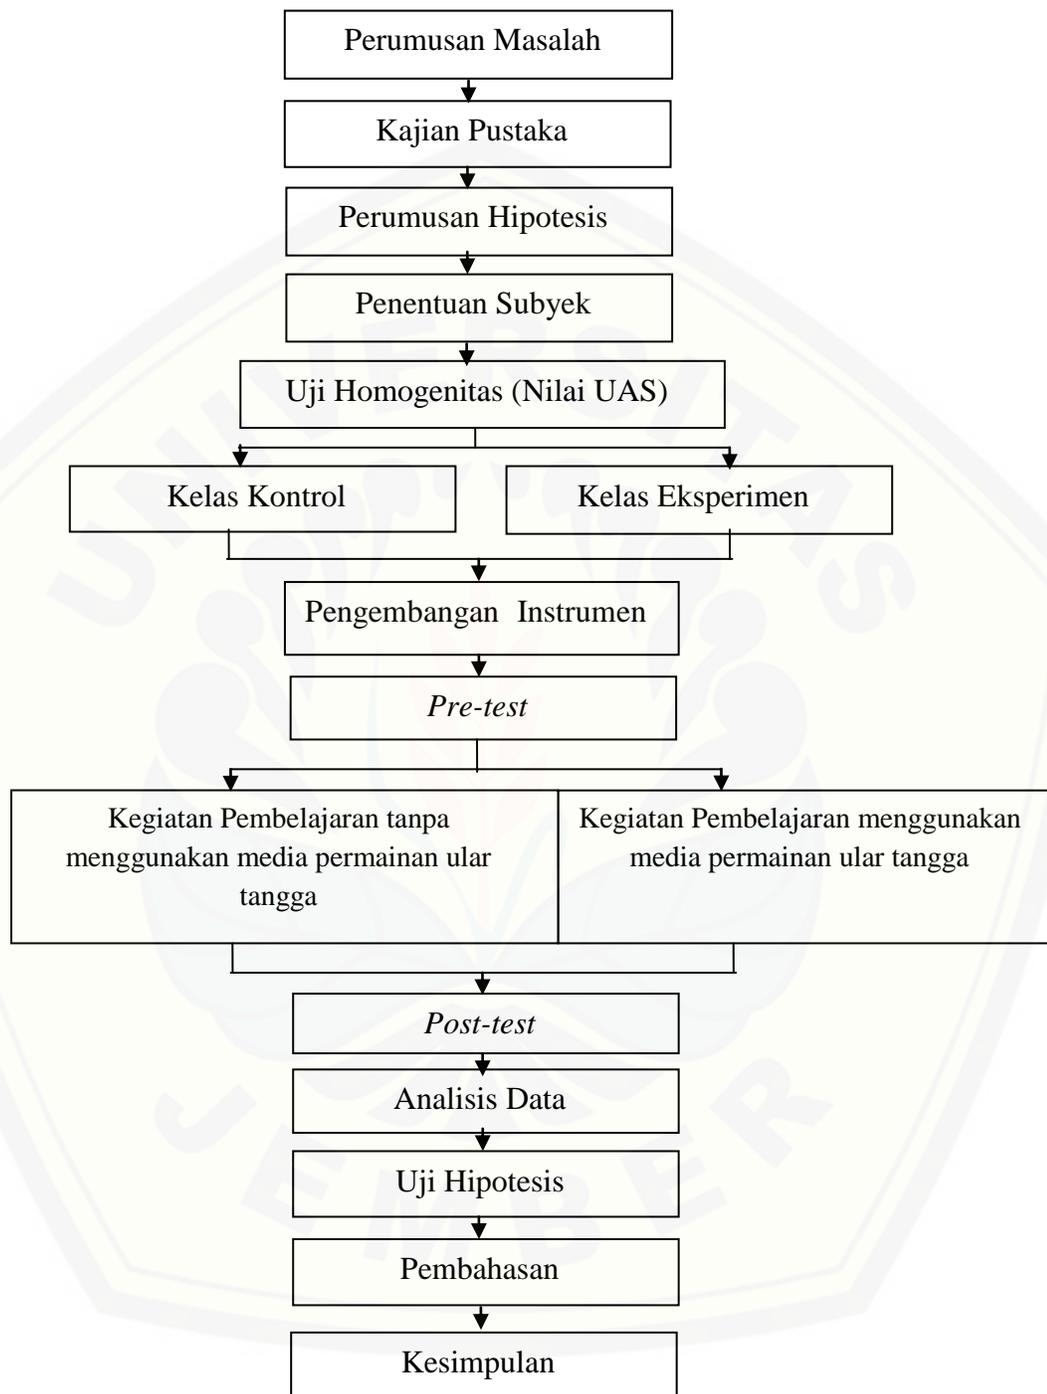 Perumusan Masalah
Kajian Pustaka
Perumusan Hipotesis
Penentuan Subyek
Uji Homogenitas (Nilai UAS)
Kelas Kontrol
Kelas Eksperimen
Pengembangan Instrumen
Pre-test
Kegiatan Pembelajaran tanpa
menggunakan media permainan ular
tangga
Kegiatan Pembelajaran menggunakan
media permainan ular tangga
Post-test
Analisis Data
Uji Hipotesis
Pembahasan
Kesimpulan
UNIVERSITAS
JEMBER